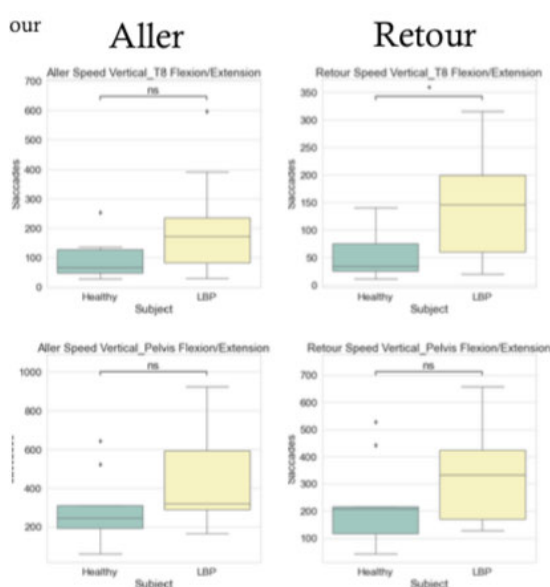 our
Aller
Retour
Aller Speed Vertical_T8 Flexion/Extension
ns
700
600
500
400
300
200
100
0
Saccades
Healthy
LBP
Subject
Retour Speed Vertical_T8 Flexion/Extension
*
350
300
250
200
150
100
50
0
Saccades
Healthy
LBP
Subject
Aller Speed Vertical_Pelvis Flexion/Extension
ns
1000
800
600
400
200
Healthy
LBP
Subject
Retour Speed Vertical_Pelvis Flexion/Extension
ns
700
600
500
400
300
200
100
Saccades
Healthy
LBP
Subject